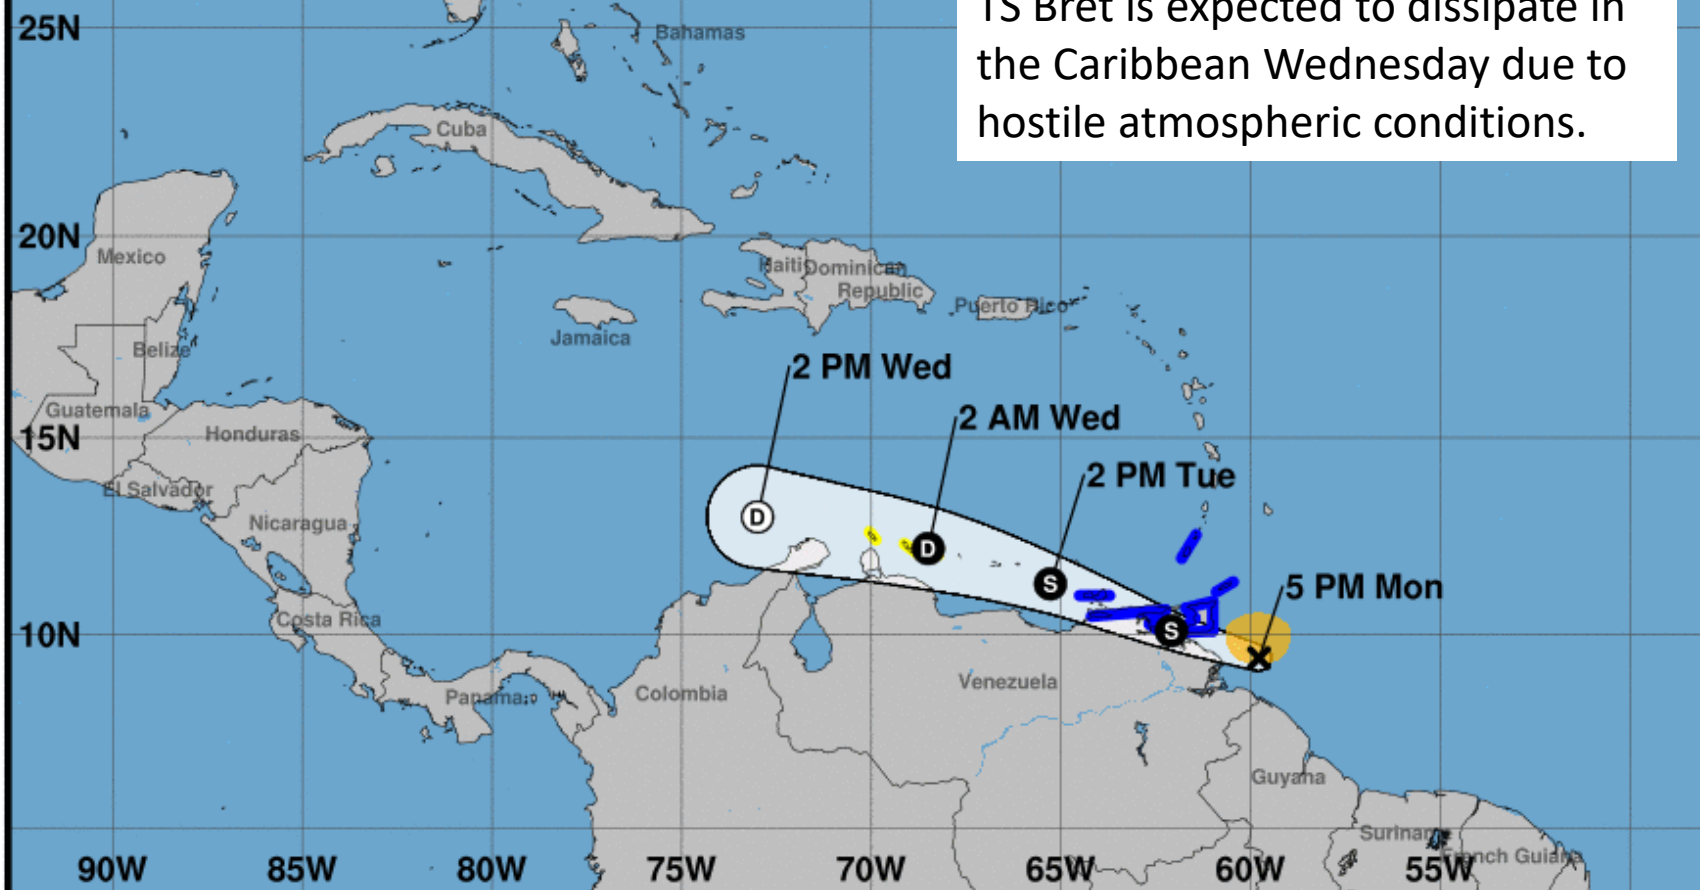 TS Bret is expected to dissipate in
the Caribbean Wednesday due to
hostile atmospheric conditions.
25N
Bahamas
Cuba
20N
Mexico
Haiti
Dominican
Republic
Puerto Rico
Jamaica
Belize
2 PM Wed
Guatemala
2 AM Wed
15N
Honduras
2 PM Tue
El Salvador
D
Nicaragua
D
S
5 PM Mon
Costa Rica
S
10N
Panama
Colombia
Venezuela
Guyana
Suriname
French Guiana
90W 85W 80W 75W 70W 65W 60W 55W